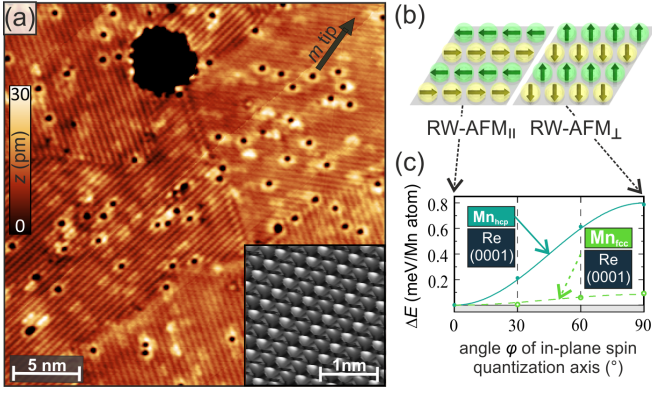 (a)
m tip
30
z (pm)
0
5 nm
1nm
(b)
RW-AFM∥
RW-AFM⊥
(c)
ΔE (meV/Mn atom)
0.8
0.6
0.4
0.2
Mnhcp
Re
(0001)
Mnfcc
Re
(0001)
0
30
60
90
angle φ of in-plane spin
quantization axis (°)